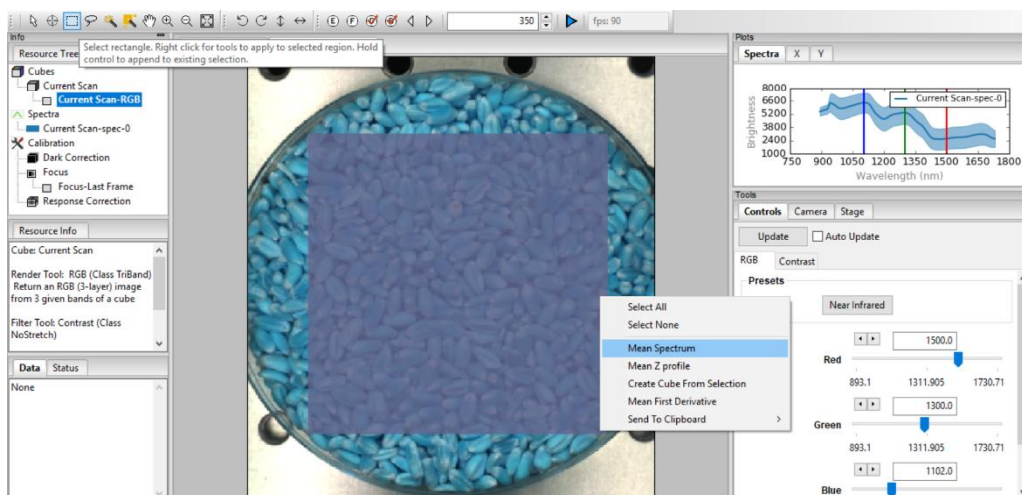 E F
350
fps: 90
Info
Resource Tree
Select rectangle. Right click for tools to apply to selected region. Hold
control to append to existing selection.
Cubes
Current Scan
Current Scan-RGB
Spectra
Current Scan-spec-0
Calibration
Dark Correction
Focus
Focus-Last Frame
Response Correction
Resource Info
Cube: Current Scan
Render Tool: RGB (Class TriBand)
Return an RGB (3-layer) image
from 3 given bands of a cube
Filter Tool: Contrast (Class
NoStretch)
Data Status
None
Select All
Select None
Mean Spectrum
Mean Z profile
Create Cube From Selection
Mean First Derivative
Send To Clipboard
Plots
Spectra X Y
Brightness
8000
6600
5200
3800
2400
1000
Current Scan-spec-0
750 900 1050 1200 1350 1500 1650 1800
Wavelength (nm)
Tools
Controls Camera Stage
Update Auto Update
RGB Contrast
Presets
Near Infrared
1500.0
Red
893.1 1311.905 1730.71
1300.0
Green
893.1 1311.905 1730.71
1102.0
Blue